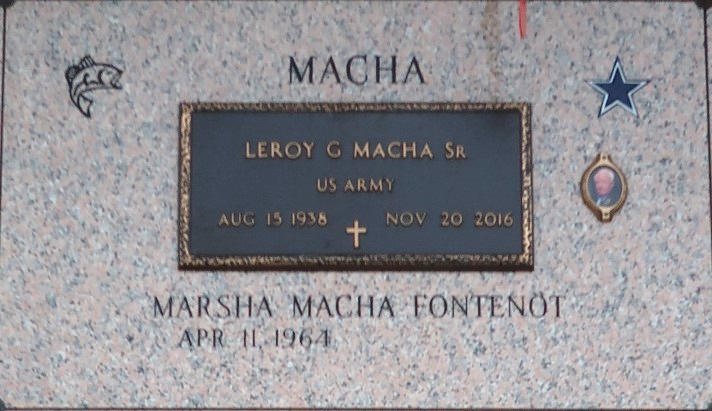 MACHA
LEROY G MACHA SR
US ARMY
AUG 15 1938 NOV 20 2016
MARSHA MACHA FONTENOT
APR 11, 1964